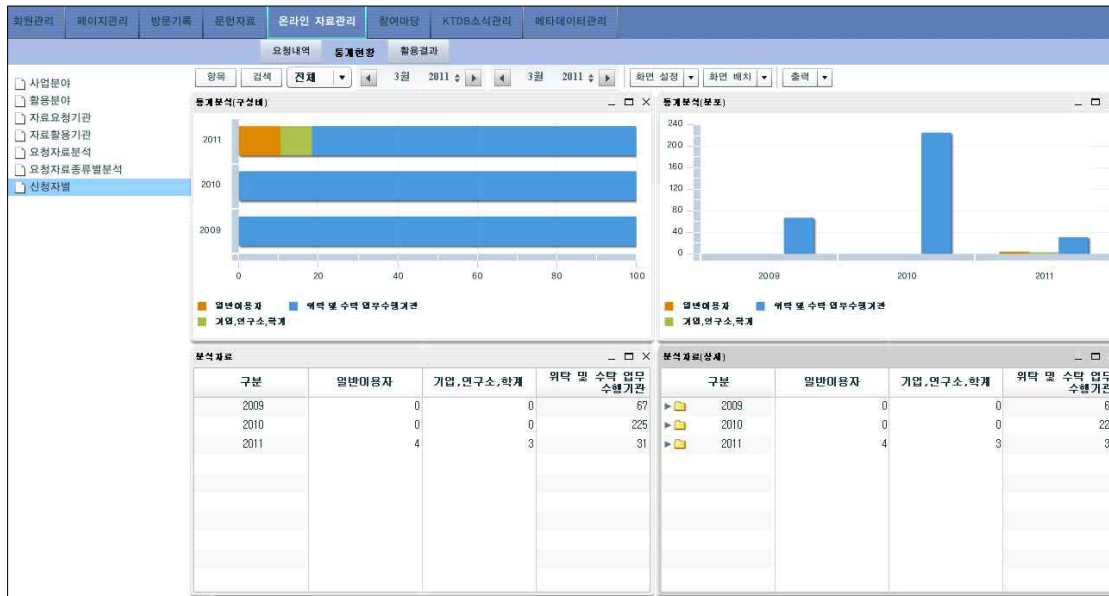 회원관리 페이지관리 방문기록 문헌자료 온라인 자료관리 참여마당 KTDB소식관리 메타데이터관리
요청내역 통계현황 활용결과
항목 검색 전체 3월 2011 3월 2011 화면 설정 화면 배치 출력
사업분야
활용분야
자료요청기관
자료활용기관
요청자료분석
요청자료종류별분석
신청자별
통계분석(구성비)
2011
2010
2009
0 20 40 60 80 100
일반이용자 위탁 및 수탁 업무수행기관
기업,연구소,학계
통계분석(분포)
240
200
160
120
80
40
0
2009 2010 2011
일반이용자 위탁 및 수탁 업무수행기관
기업,연구소,학계
분석자료
구분 일반이용자 기업,연구소,학계 위탁 및 수탁 업무
수행기관
2009 0 0 67
2010 0 0 225
2011 4 3 31
분석자료(상세)
구분 일반이용자 기업,연구소,학계 위탁 및 수탁 업무
수행기관
2009 0 0 6
2010 0 0 22
2011 4 3 3